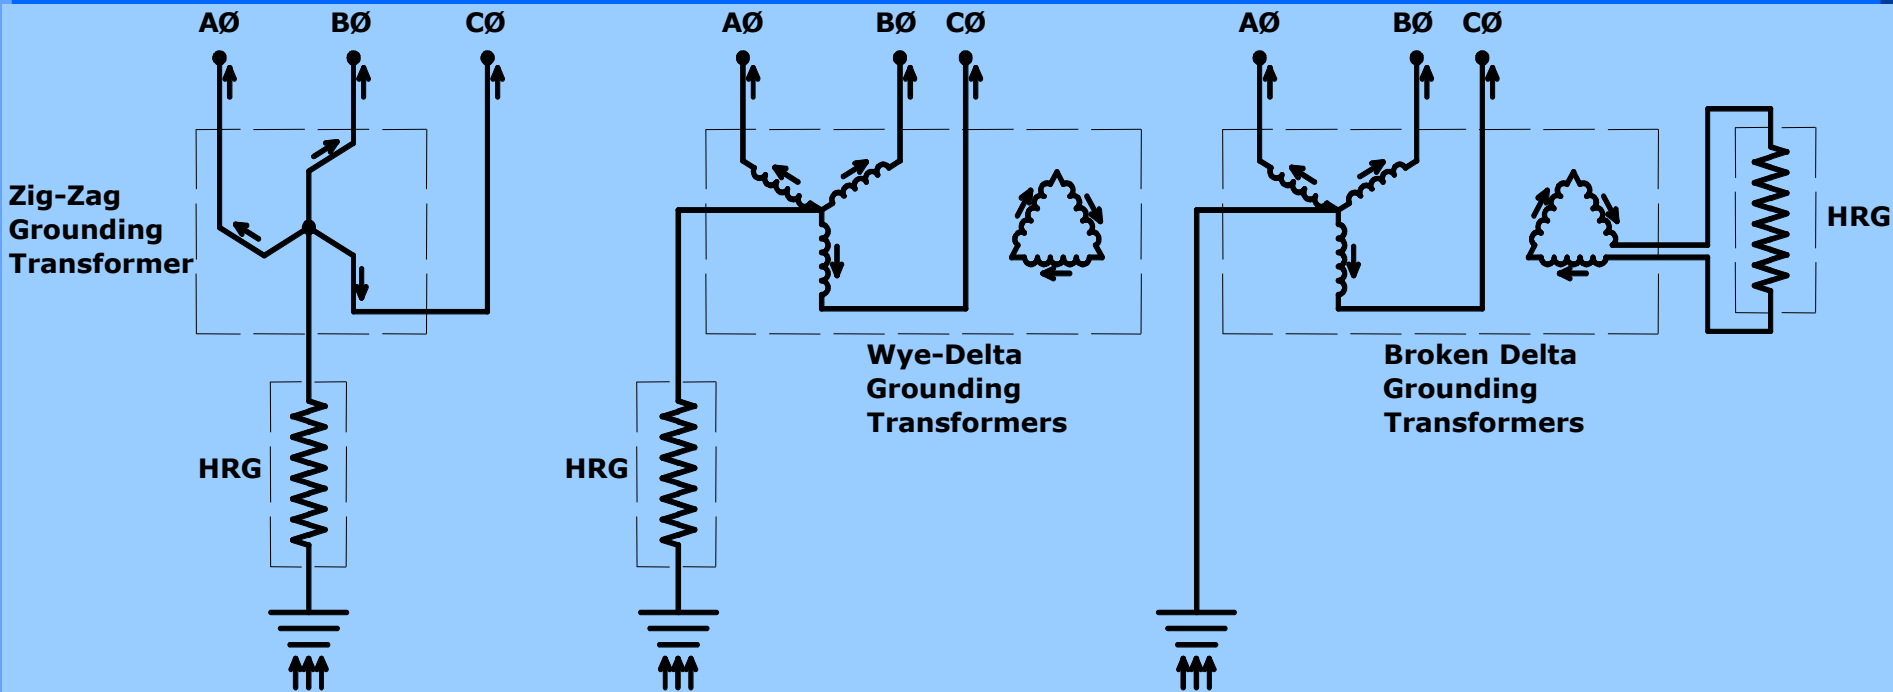 AØ BØ CØ
AØ BØ CØ
AØ BØ CØ
Zig-Zag
Grounding
Transformer
HRG
Wye-Delta
Grounding
Transformers
HRG
Broken Delta
Grounding
Transformers
HRG